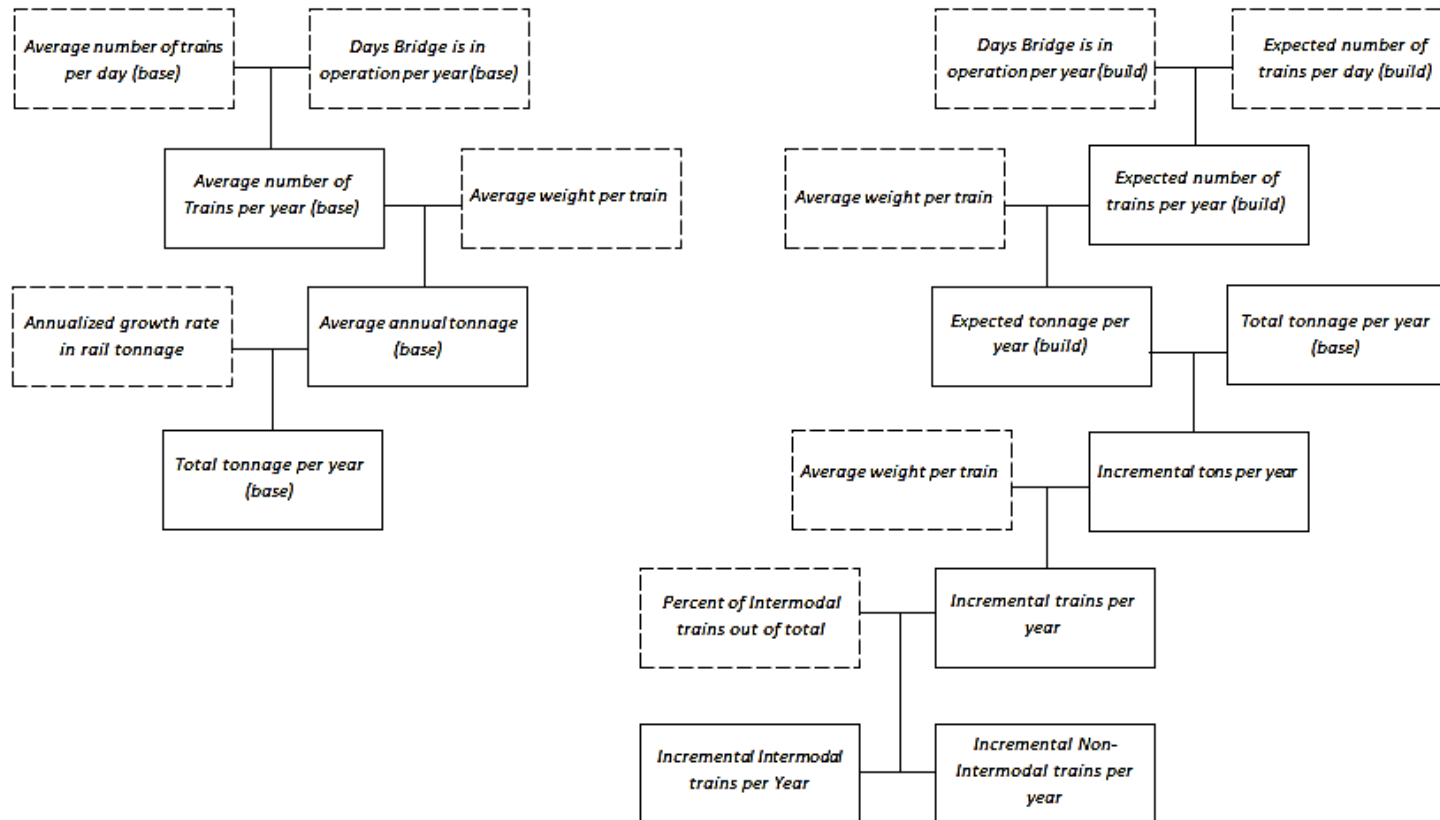 Average number of trains
per day (base)
Days Bridge is in
operation per year (base)
Average number of
Trains per year (base)
Average weight per train
Annualized growth rate
in rail tonnage
Average annual tonnage
(base)
Total tonnage per year
(base)
Days Bridge is in
operation per year (build)
Expected number of
trains per day (build)
Average weight per train
Expected number of
trains per year (build)
Expected tonnage per
year (build)
Total tonnage per year
(base)
Average weight per train
Incremental tons per year
Percent of Intermodal
trains out of total
Incremental trains per
year
Incremental Intermodal
trains per Year
Incremental Non-
Intermodal trains per
year